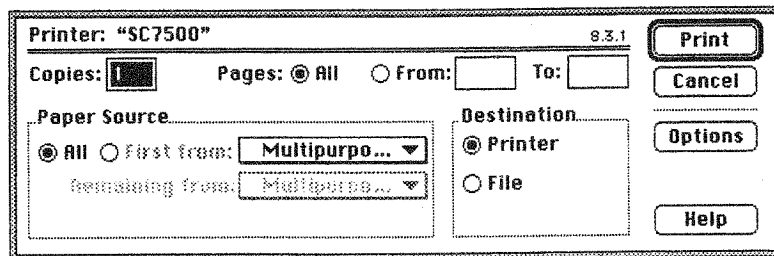 Printer: “SC7500” 8.3.1 Print
Copies: 1 Pages: All From: To: Cancel
Paper Source Destination
All First from: Multipurpo... Printer Options
Remaining from: Multipurpo... File
Help